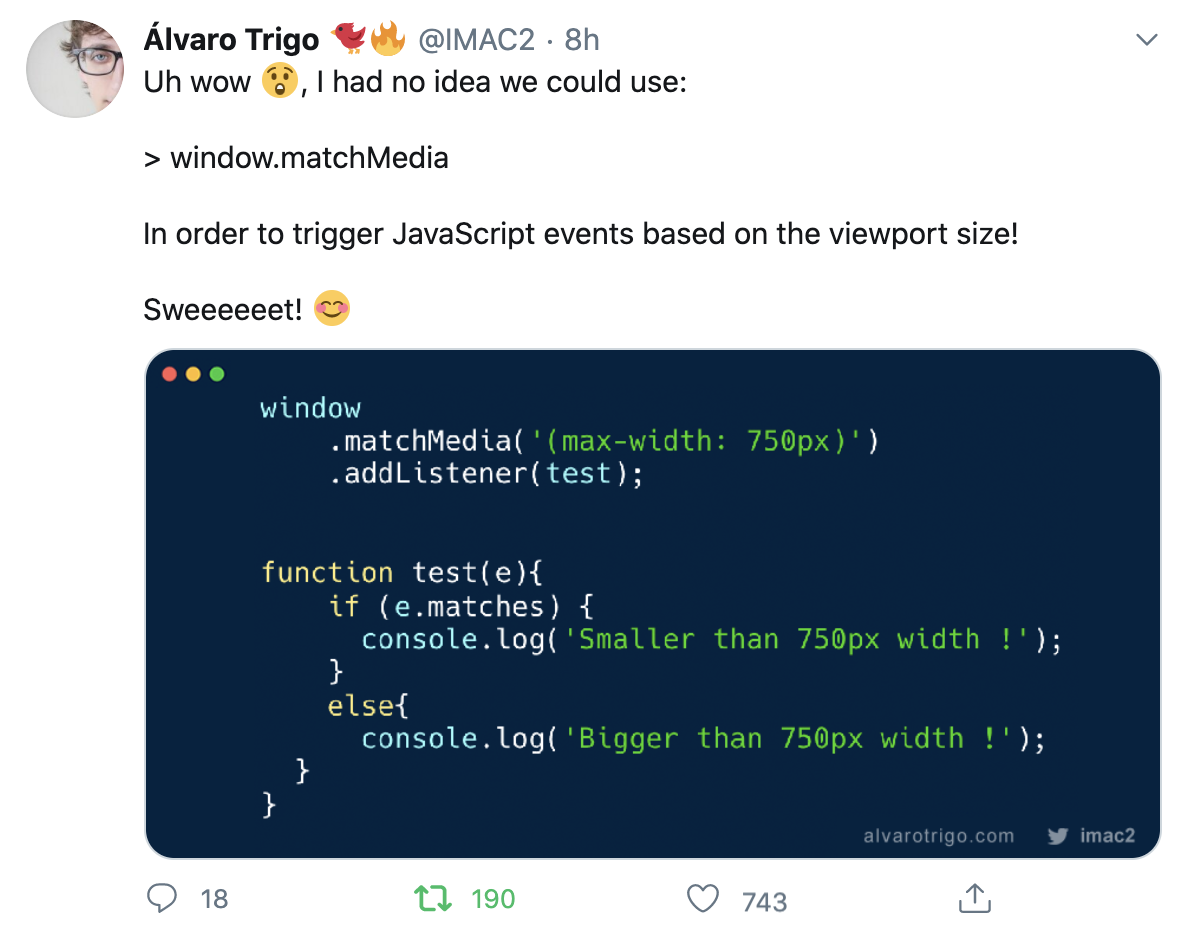 Álvaro Trigo 🐦🔥 @IMAC2 · 8h
Uh wow 😲, I had no idea we could use:
> window.matchMedia
In order to trigger JavaScript events based on the viewport size!
Sweeeeeet! 😊
window
.matchMedia('(max-width: 750px)')
.addListener(test);
function test(e){
if (e.matches) {
console.log('Smaller than 750px width !');
}
else{
console.log('Bigger than 750px width !');
}
}
alvarotrigo.com imac2
18 190 743